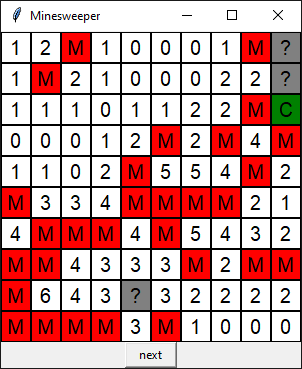 Minesweeper
1 2 M 1 0 0 0 1 M ?
1 M 2 1 0 0 0 2 2 ?
1 1 1 0 1 1 2 2 M C
0 0 0 1 2 M 2 M 4 M
1 1 0 2 M 5 5 4 M 2
M 3 3 4 M M M M 2 1
4 M M M 4 M 5 4 3 2
M M 4 3 3 3 M 2 M M
M 6 4 3 ? 3 2 2 2 2
M M M M 3 M 1 0 0 0
next